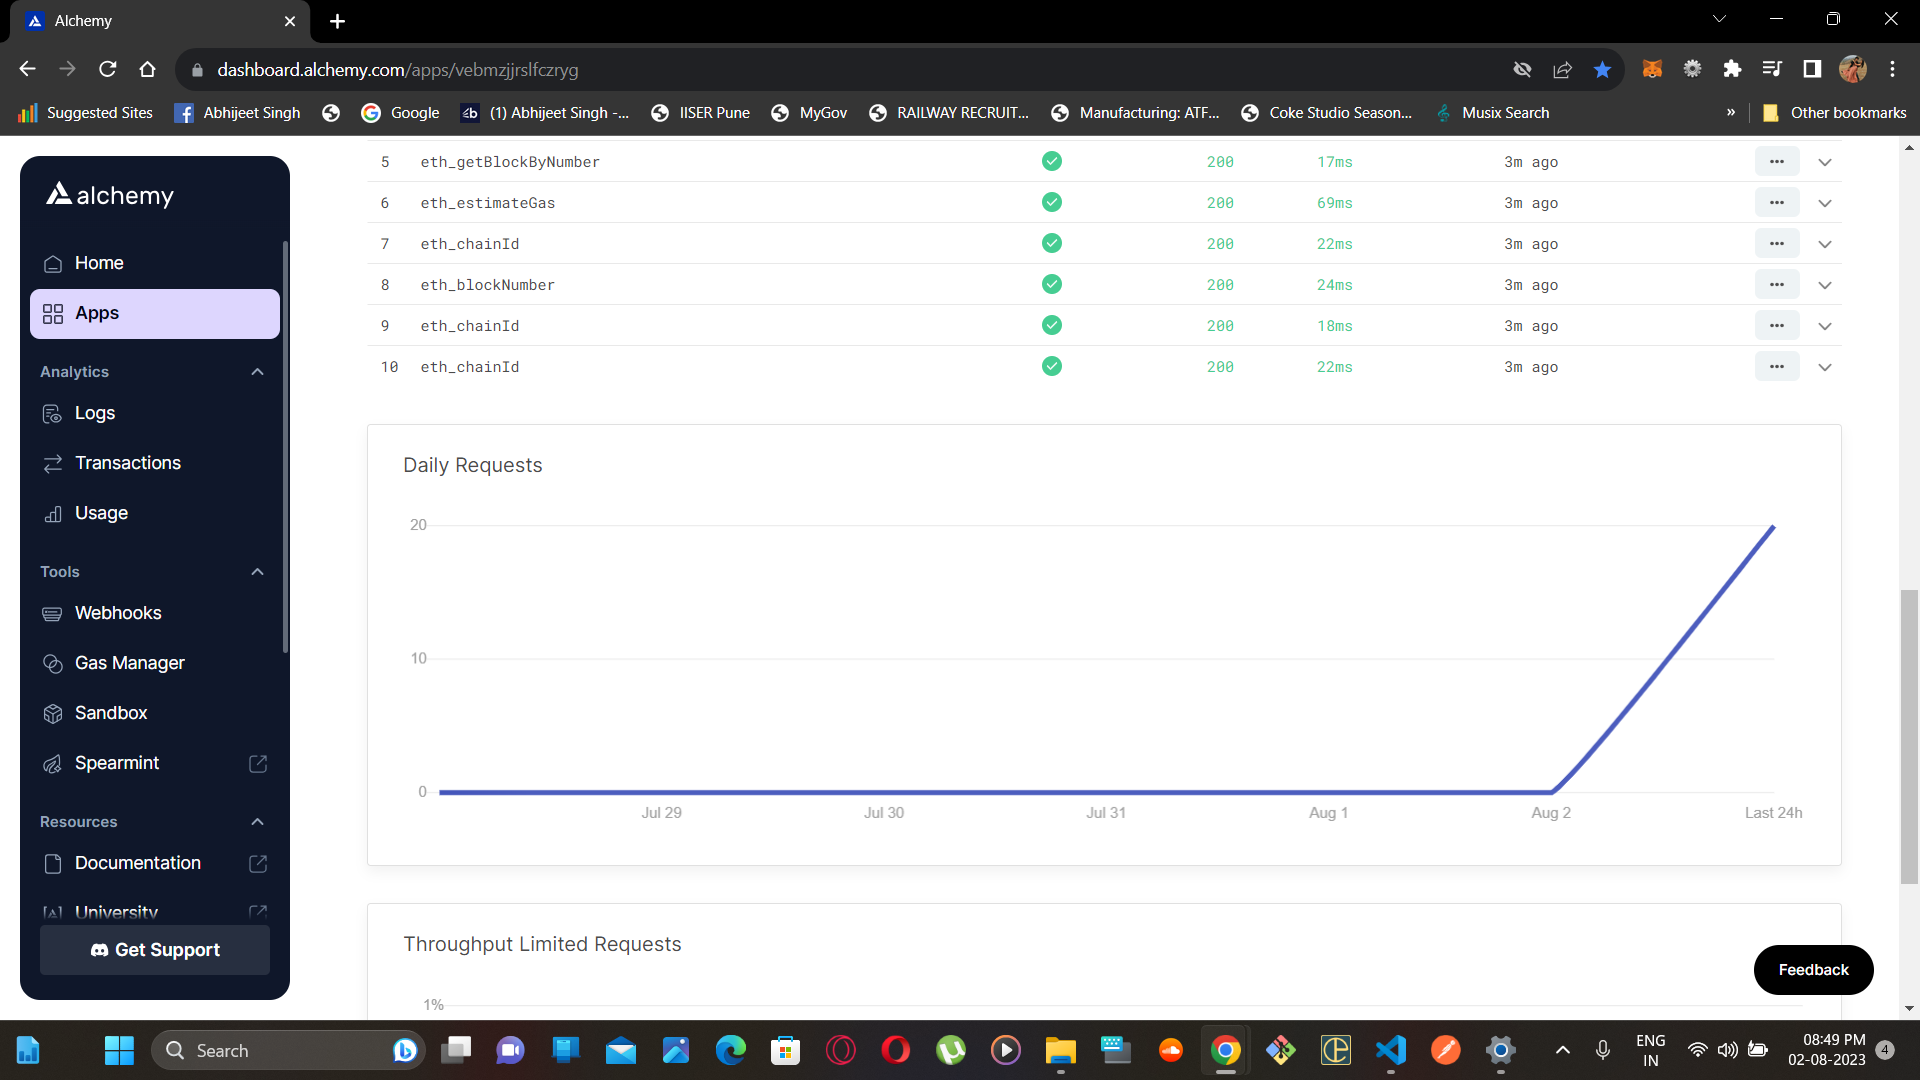 Alchemy
dashboard.alchemy.com/apps/vebmzjjrslfczryg
Suggested Sites
Abhijeet Singh
Google
(1) Abhijeet Singh -...
IISER Pune
MyGov
RAILWAY RECRUIT...
Manufacturing: ATF...
Coke Studio Season...
Musix Search
»
Other bookmarks
alchemy
Home
Apps
Analytics
Logs
Transactions
Usage
Tools
Webhooks
Gas Manager
Sandbox
Spearmint
Resources
Documentation
University
Get Support
5 eth_getBlockByNumber 200 17ms 3m ago
6 eth_estimateGas 200 69ms 3m ago
7 eth_chainId 200 22ms 3m ago
8 eth_blockNumber 200 24ms 3m ago
9 eth_chainId 200 18ms 3m ago
10 eth_chainId 200 22ms 3m ago
Daily Requests
20
10
0
Jul 29 Jul 30 Jul 31 Aug 1 Aug 2 Last 24h
Throughput Limited Requests
1%
Feedback
Search
ENG
IN
08:49 PM
02-08-2023
4